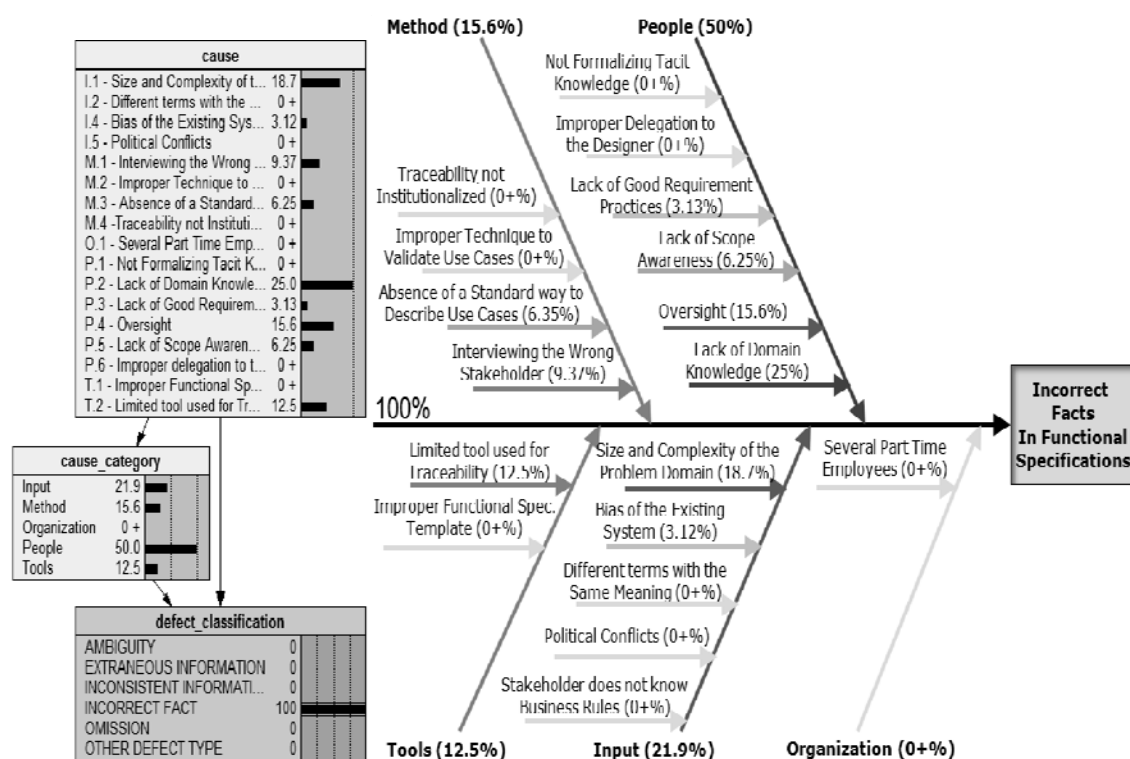 cause
I.1 - Size and Complexity of t... 18.7
I.2 - Different terms with the ... 0 +
I.4 - Bias of the Existing Sys... 3.12
I.5 - Political Conflicts 0 +
M.1 - Interviewing the Wrong ... 9.37
M.2 - Improper Technique to ... 0 +
M.3 - Absence of a Standard... 6.25
M.4 -Traceability not Instituti... 0 +
O.1 - Several Part Time Emp... 0 +
P.1 - Not Formalizing Tacit K... 0 +
P.2 - Lack of Domain Knowle... 25.0
P.3 - Lack of Good Requirem... 3.13
P.4 - Oversight 15.6
P.5 - Lack of Scope Awaren... 6.25
P.6 - Improper delegation to t... 0 +
T.1 - Improper Functional Sp... 0 +
T.2 - Limited tool used for Tr... 12.5
cause_category
Input 21.9
Method 15.6
Organization 0 +
People 50.0
Tools 12.5
defect_classification
AMBIGUITY 0
EXTRANEOUS INFORMATION 0
INCONSISTENT INFORMATI... 0
INCORRECT FACT 100
OMISSION 0
OTHER DEFECT TYPE 0
Method (15.6%)
Traceability not
Institutionalized (0+%)
Improper Technique to
Validate Use Cases (0+%)
Absence of a Standard way to
Describe Use Cases (6.35%)
Interviewing the Wrong
Stakeholder (9.37%)
People (50%)
Not Formalizing Tacit
Knowledge (0+%)
Improper Delegation to
the Designer (0+%)
Lack of Good Requirement
Practices (3.13%)
Lack of Scope
Awareness (6.25%)
Oversight (15.6%)
Lack of Domain
Knowledge (25%)
100%
Incorrect
Facts
In Functional
Specifications
Limited tool used for
Traceability (12.5%)
Improper Functional Spec.
Template (0+%)
Tools (12.5%)
Size and Complexity of the
Problem Domain (18.7%)
Bias of the Existing
System (3.12%)
Different terms with the
Same Meaning (0+%)
Political Conflicts (0+%)
Stakeholder does not know
Business Rules (0+%)
Input (21.9%)
Several Part Time
Employees (0+%)
Organization (0+%)